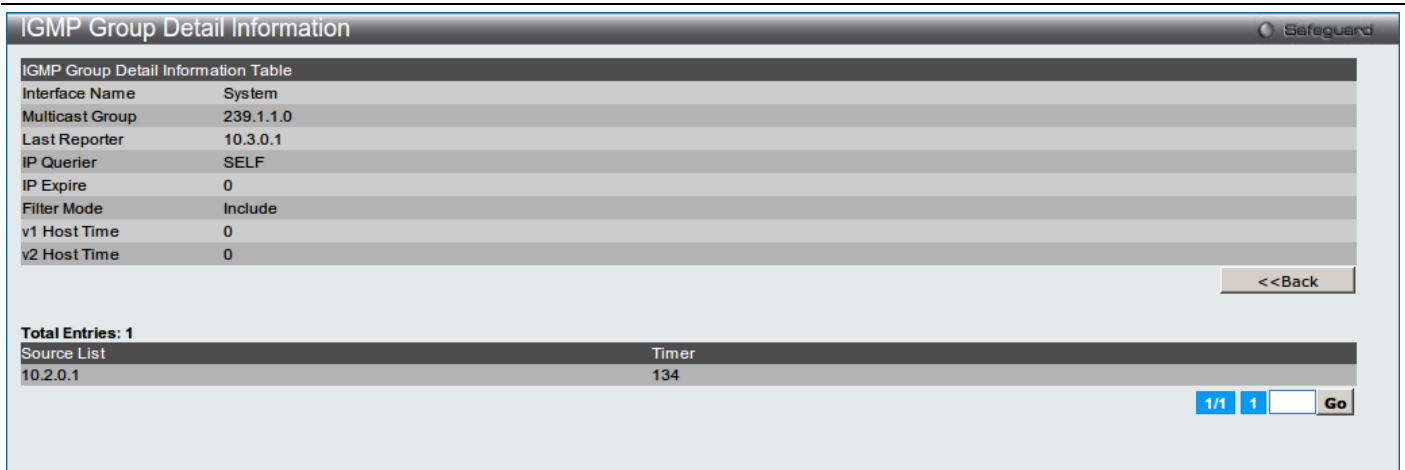 IGMP Group Detail Information
Safeguard
IGMP Group Detail Information Table
Interface Name System
Multicast Group 239.1.1.0
Last Reporter 10.3.0.1
IP Querier SELF
IP Expire 0
Filter Mode Include
v1 Host Time 0
v2 Host Time 0
<<Back
Total Entries: 1
Source List Timer
10.2.0.1 134
1/1 1 Go